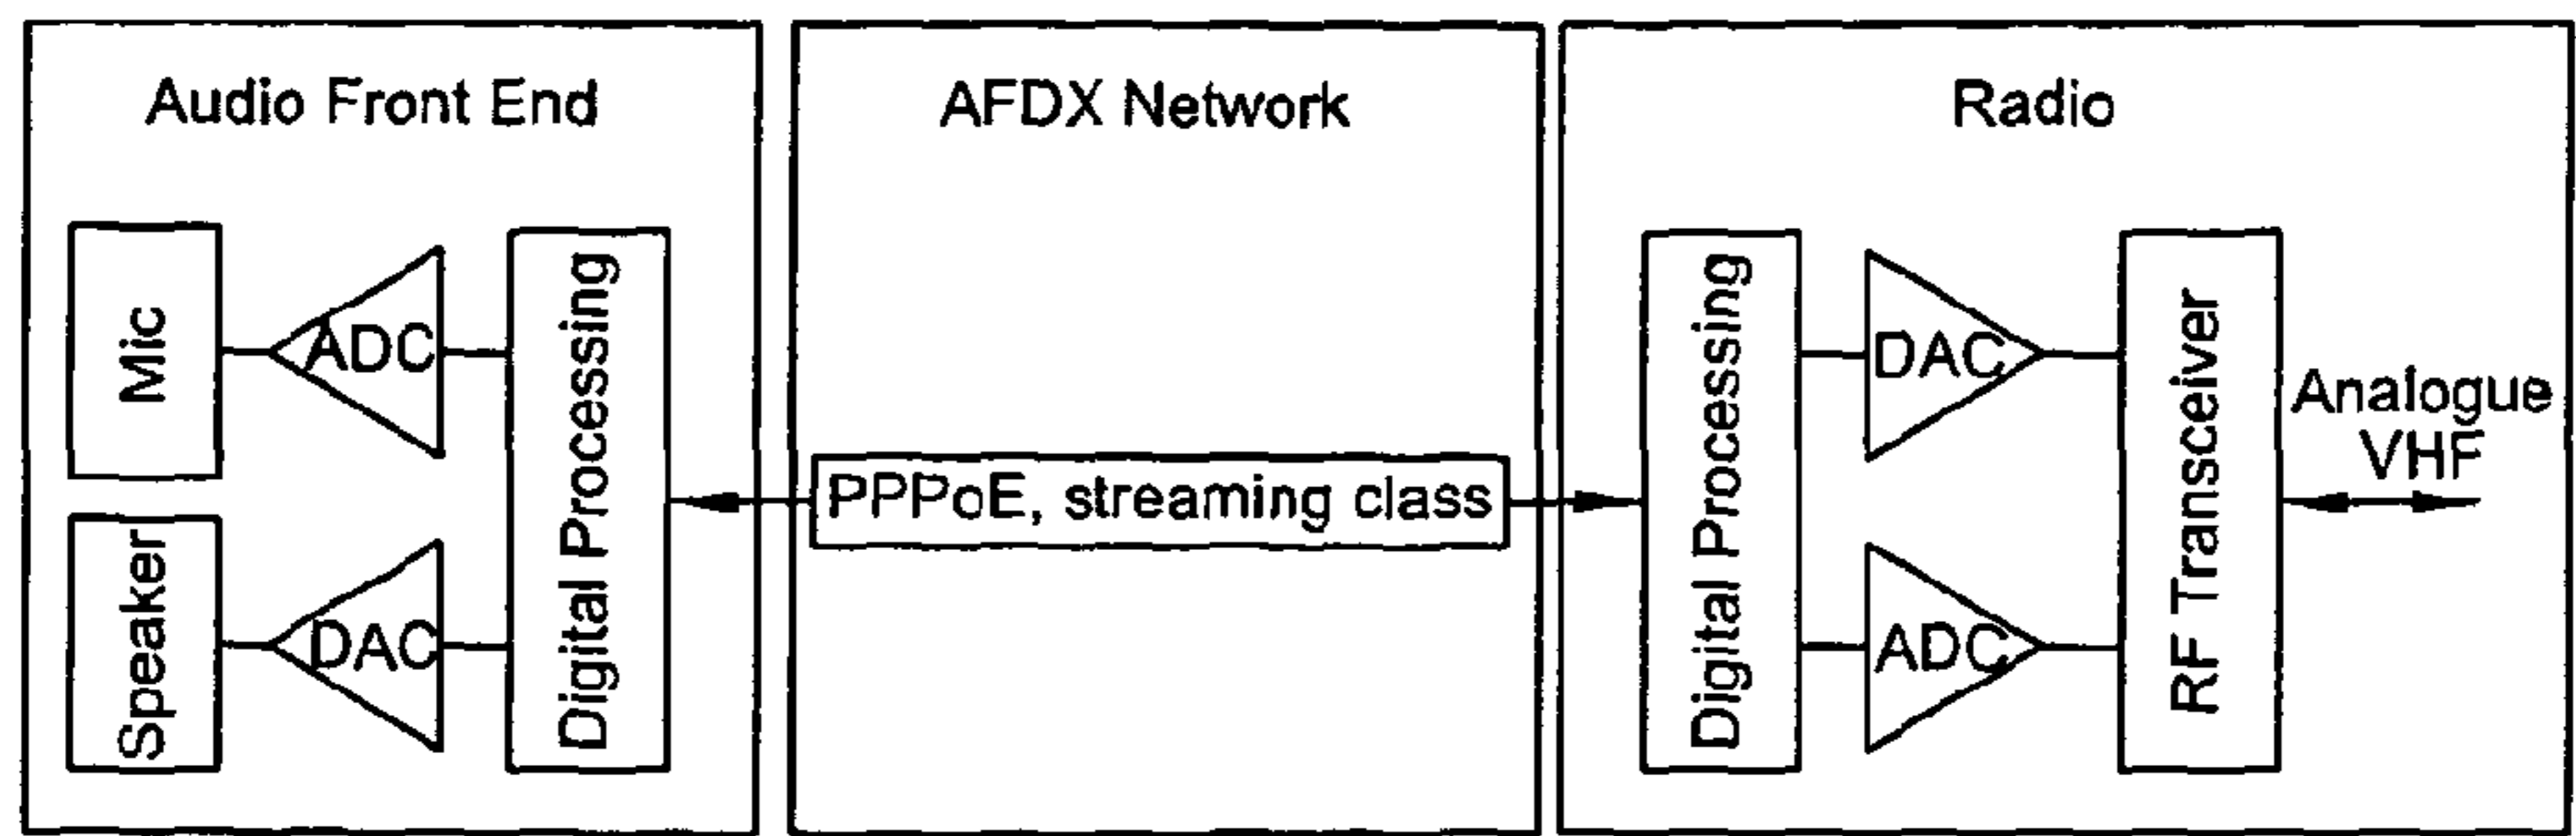 Audio Front End
Mic
ADC
Speaker
DAC
Digital Processing
AFDX Network
PPPoE, streaming class
Radio
Digital Processing
DAC
ADC
RF Transceiver
Analogue
VHF